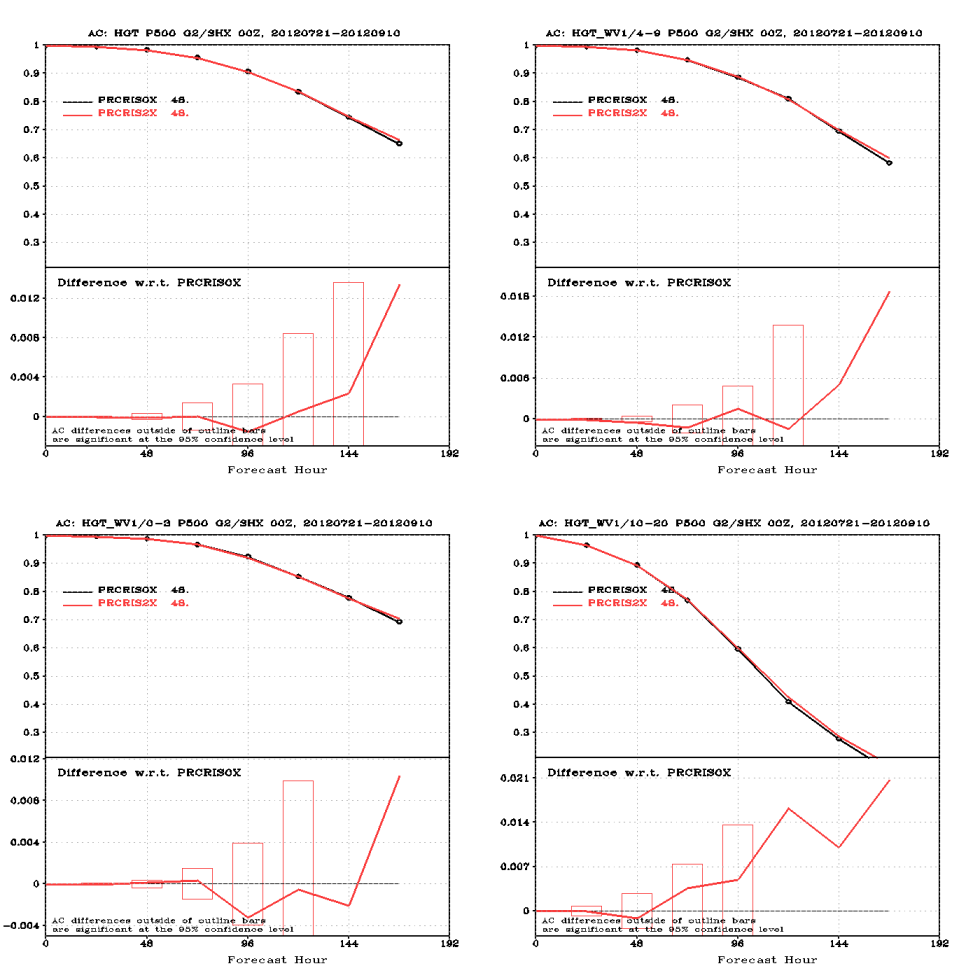 AC: HGT P500 G2/SHX 00Z, 20120721-20120910
1
0.9
0.8
0.7
0.6
0.5
0.4
0.3
PRCRIS0X 48.
PRCRIS2X 48.
Difference w.r.t. PRCRIS0X
0.012
0.008
0.004
0
AC differences outside of outline bars
are significant at the 95% confidence level
0 48 96 144 192
Forecast Hour
AC: HGT_WV1/4-9 P500 G2/SHX 00Z, 20120721-20120910
1
0.9
0.8
0.7
0.6
0.5
0.4
0.3
PRCRIS0X 48.
PRCRIS2X 48.
Difference w.r.t. PRCRIS0X
0.018
0.012
0.006
0
AC differences outside of outline bars
are significant at the 95% confidence level
0 48 96 144 192
Forecast Hour
AC: HGT_WV1/0-3 P500 G2/SHX 00Z, 20120721-20120910
1
0.9
0.8
0.7
0.6
0.5
0.4
0.3
PRCRIS0X 48.
PRCRIS2X 48.
Difference w.r.t. PRCRIS0X
0.012
0.008
0.004
0
-0.004
AC differences outside of outline bars
are significant at the 95% confidence level
0 48 96 144 192
Forecast Hour
AC: HGT_WV1/10-20 P500 G2/SHX 00Z, 20120721-20120910
1
0.9
0.8
0.7
0.6
0.5
0.4
0.3
PRCRIS0X 48.
PRCRIS2X 48.
Difference w.r.t. PRCRIS0X
0.021
0.014
0.007
0
AC differences outside of outline bars
are significant at the 95% confidence level
0 48 96 144 192
Forecast Hour